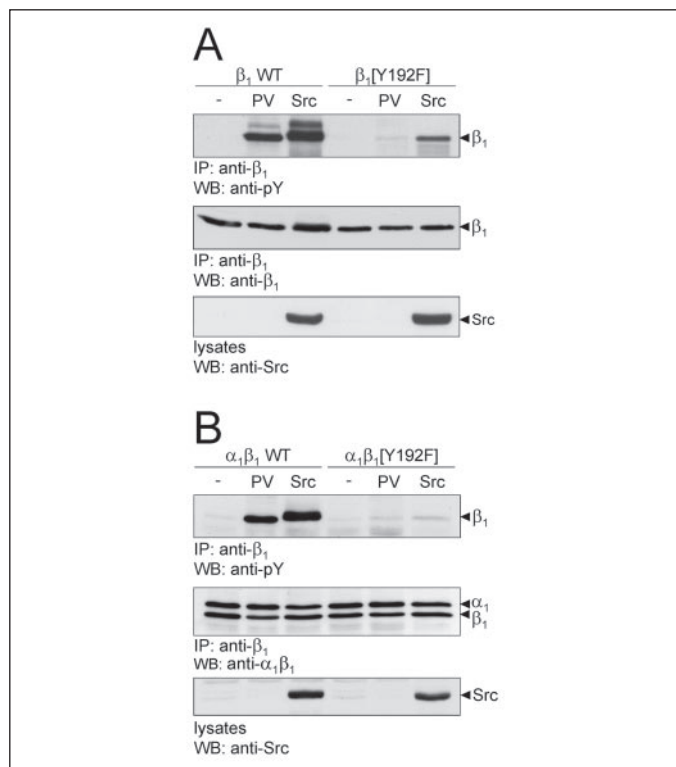 A
β₁ WT β₁[Y192F]
- PV Src - PV Src
β₁
IP: anti-β₁
WB: anti-pY
β₁
IP: anti-β₁
WB: anti-β₁
Src
lysates
WB: anti-Src
B
α₁β₁ WT α₁β₁[Y192F]
- PV Src - PV Src
β₁
IP: anti-β₁
WB: anti-pY
α₁
β₁
IP: anti-β₁
WB: anti-α₁β₁
Src
lysates
WB: anti-Src